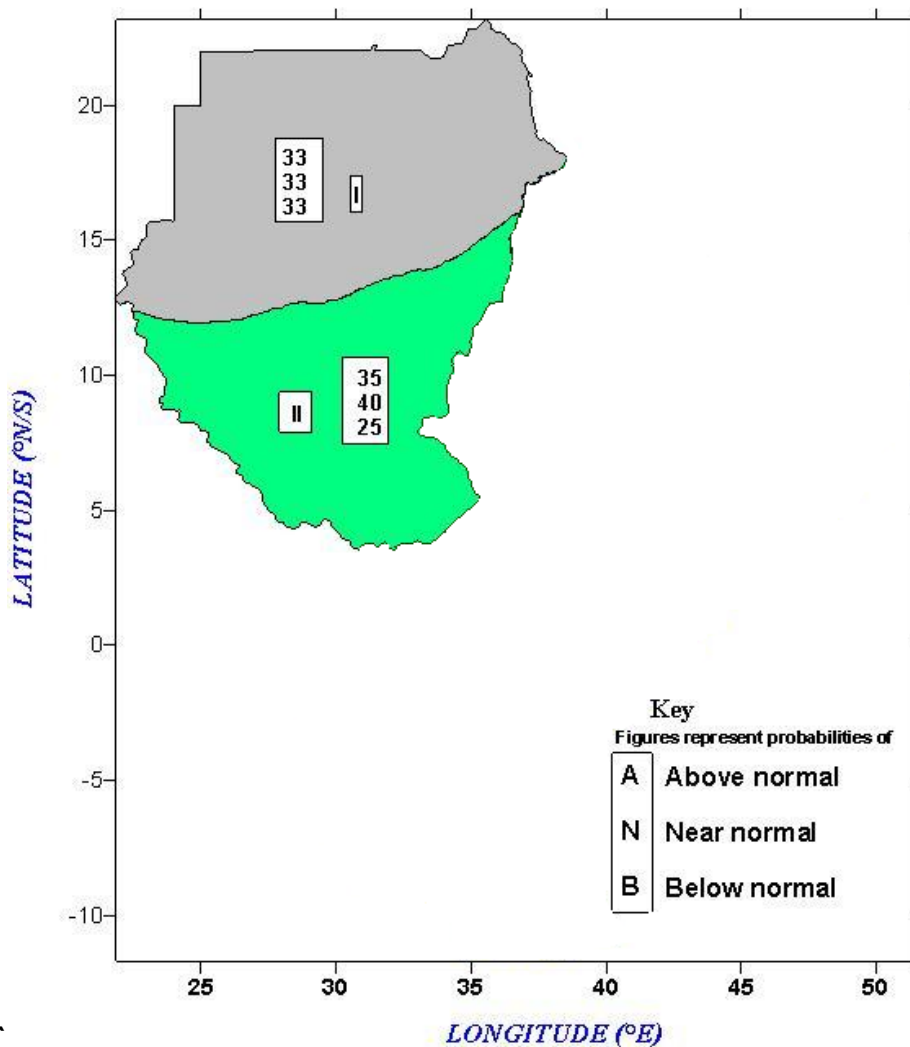 20
15
10
5
0
-5
-10
33
33
33
I
35
40
25
II
LATITUDE (°N/S)
Key
Figures represent probabilities of
A Above normal
N Near normal
B Below normal
25 30 35 40 45 50
LONGITUDE (°E)